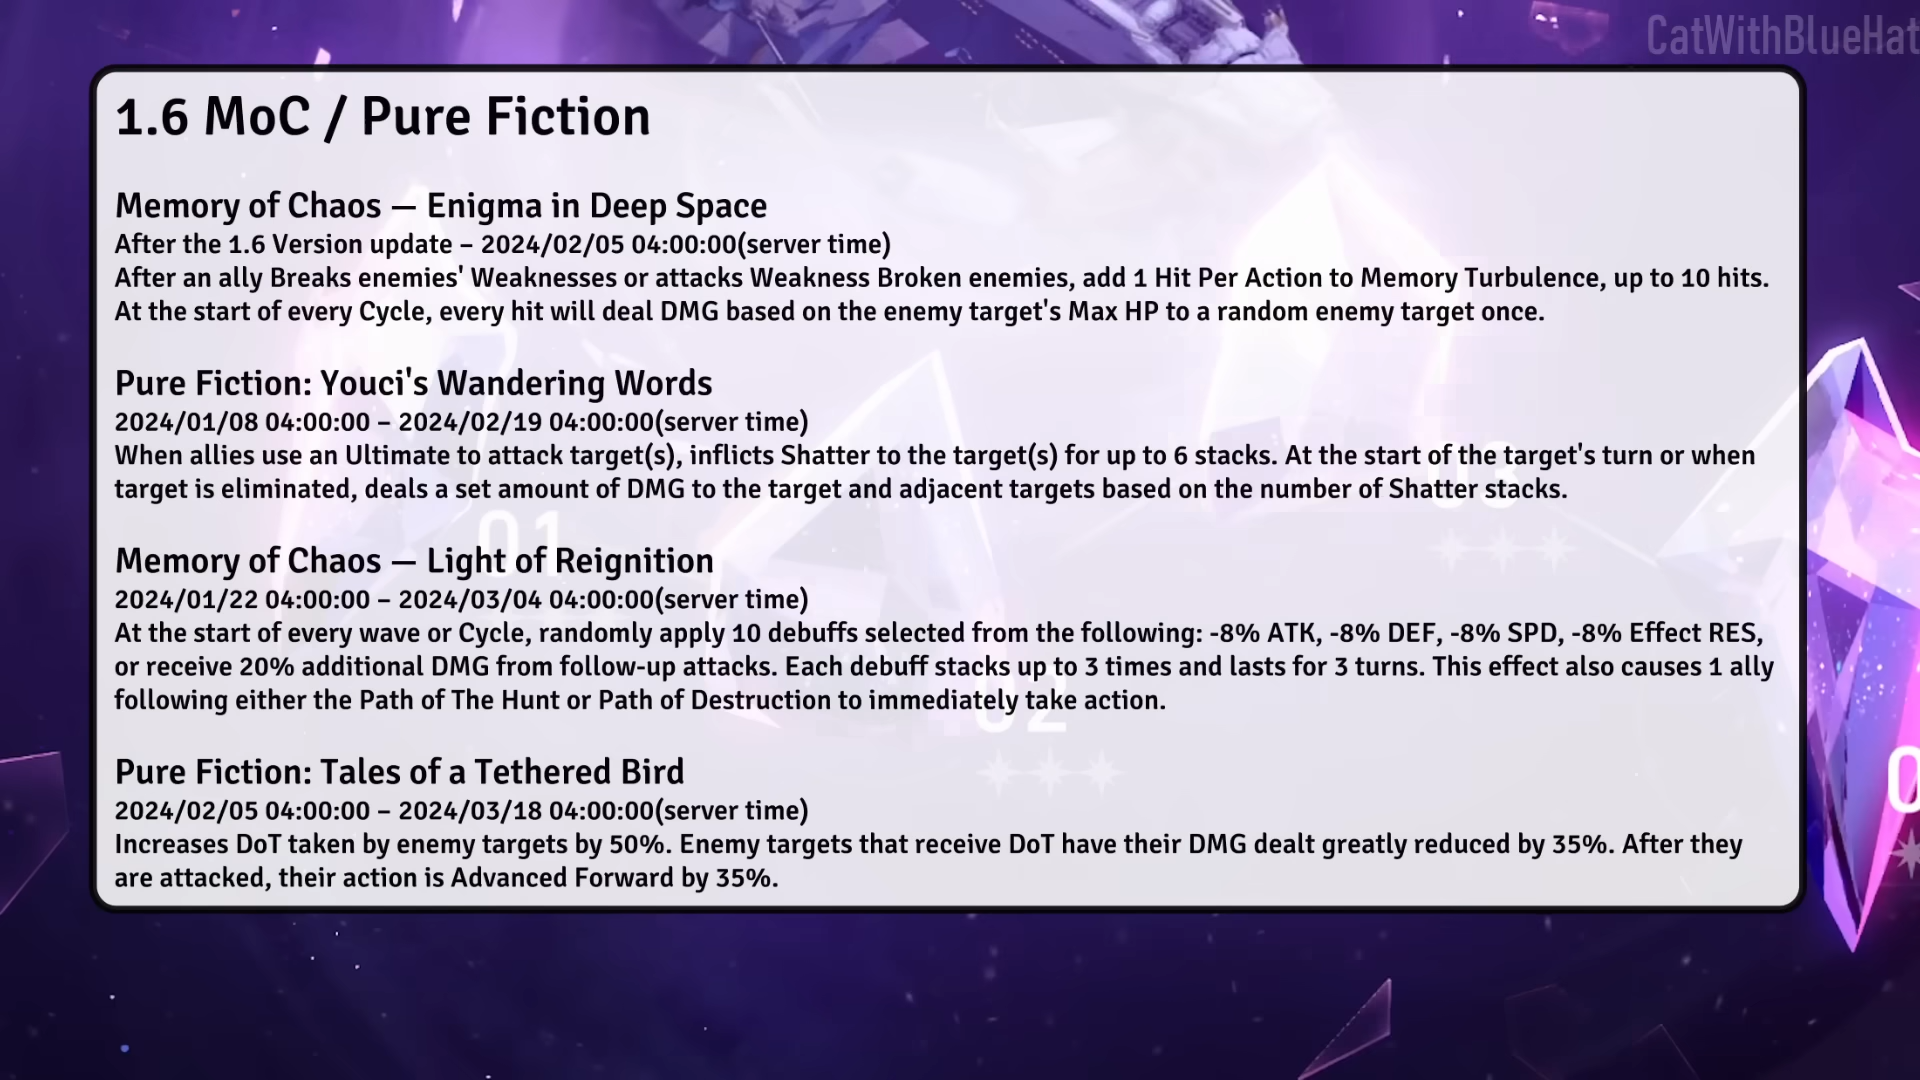 CatWithBlueHat
1.6 MoC / Pure Fiction
Memory of Chaos — Enigma in Deep Space
After the 1.6 Version update – 2024/02/05 04:00:00(server time)
After an ally Breaks enemies' Weaknesses or attacks Weakness Broken enemies, add 1 Hit Per Action to Memory Turbulence, up to 10 hits.
At the start of every Cycle, every hit will deal DMG based on the enemy target's Max HP to a random enemy target once.
Pure Fiction: Youci's Wandering Words
2024/01/08 04:00:00 – 2024/02/19 04:00:00(server time)
When allies use an Ultimate to attack target(s), inflicts Shatter to the target(s) for up to 6 stacks. At the start of the target's turn or when
target is eliminated, deals a set amount of DMG to the target and adjacent targets based on the number of Shatter stacks.
03
01
Memory of Chaos — Light of Reignition
2024/01/22 04:00:00 – 2024/03/04 04:00:00(server time)
At the start of every wave or Cycle, randomly apply 10 debuffs selected from the following: -8% ATK, -8% DEF, -8% SPD, -8% Effect RES,
or receive 20% additional DMG from follow-up attacks. Each debuff stacks up to 3 times and lasts for 3 turns. This effect also causes 1 ally
following either the Path of The Hunt or Path of Destruction to immediately take action.
02
Pure Fiction: Tales of a Tethered Bird
2024/02/05 04:00:00 – 2024/03/18 04:00:00(server time)
Increases DoT taken by enemy targets by 50%. Enemy targets that receive DoT have their DMG dealt greatly reduced by 35%. After they
are attacked, their action is Advanced Forward by 35%.
0